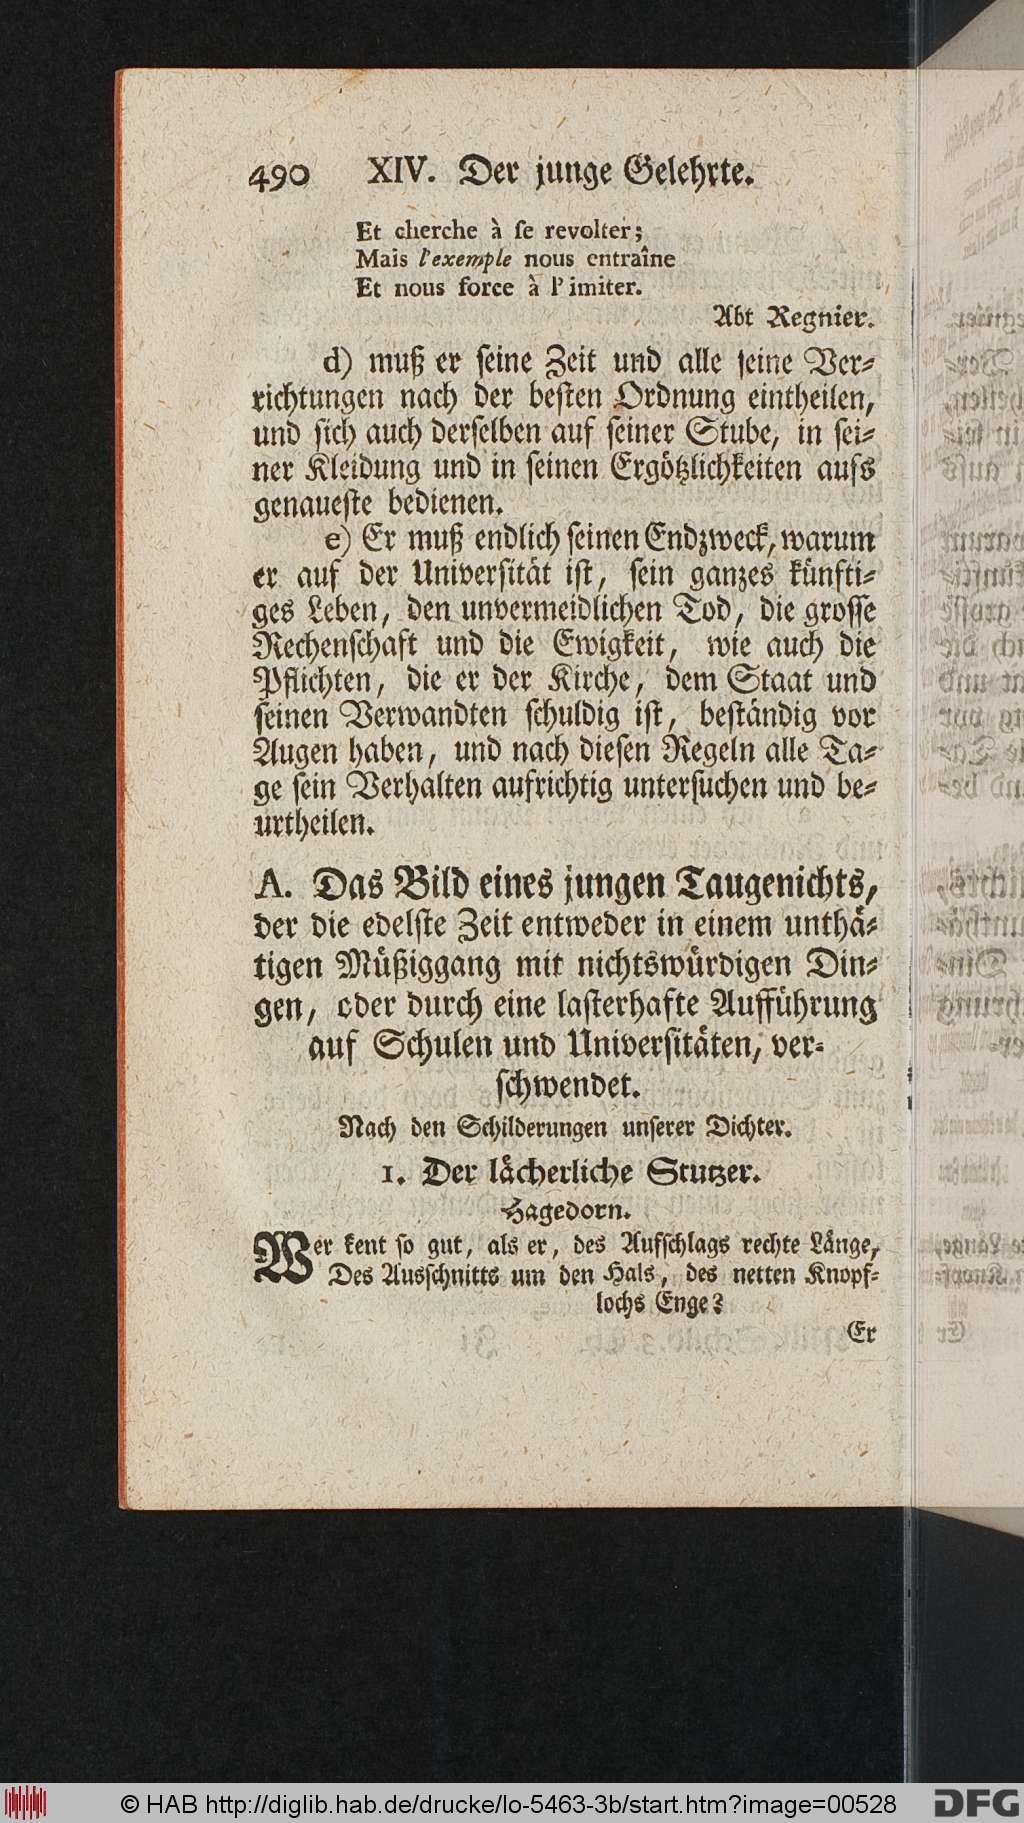 490 XIV. Der junge Gelehrte.
Et cherche à ſe revolter;
Mais l'exemple nous entraîne
Et nous force à l'imiter.
Abt Regnier.
d) muß er ſeine Zeit und alle ſeine Ver-
richtungen nach der beſten Ordnung eintheilen,
und ſich auch derſelben auf ſeiner Stube, in ſei-
ner Kleidung und in ſeinen Ergötzlichkeiten aufs
genaueſte bedienen.
e) Er muß endlich ſeinen Endzweck, warum
er auf der Univerſität iſt, ſein ganzes künfti-
ges Leben, den unvermeidlichen Tod, die groſſe
Rechenſchaft und die Ewigkeit, wie auch die
Pflichten, die er der Kirche, dem Staat und
ſeinen Verwandten ſchuldig iſt, beſtändig vor
Augen haben, und nach dieſen Regeln alle Ta-
ge ſein Verhalten aufrichtig unterſuchen und be-
urtheilen.
A. Das Bild eines jungen Taugenichts,
der die edelſte Zeit entweder in einem unthä-
tigen Müßiggang mit nichtswürdigen Din-
gen, oder durch eine laſterhafte Aufführung
auf Schulen und Univerſitäten, ver-
ſchwendet.
Nach den Schilderungen unſerer Dichter.
1. Der lächerliche Stutzer.
Hagedorn.
Wer kent ſo gut, als er, des Aufſchlags rechte Länge,
Des Ausſchnitts um den Hals, des netten Knopf-
lochs Enge?
Er
© HAB http://diglib.hab.de/drucke/lo-5463-3b/start.htm?image=00528
DFG